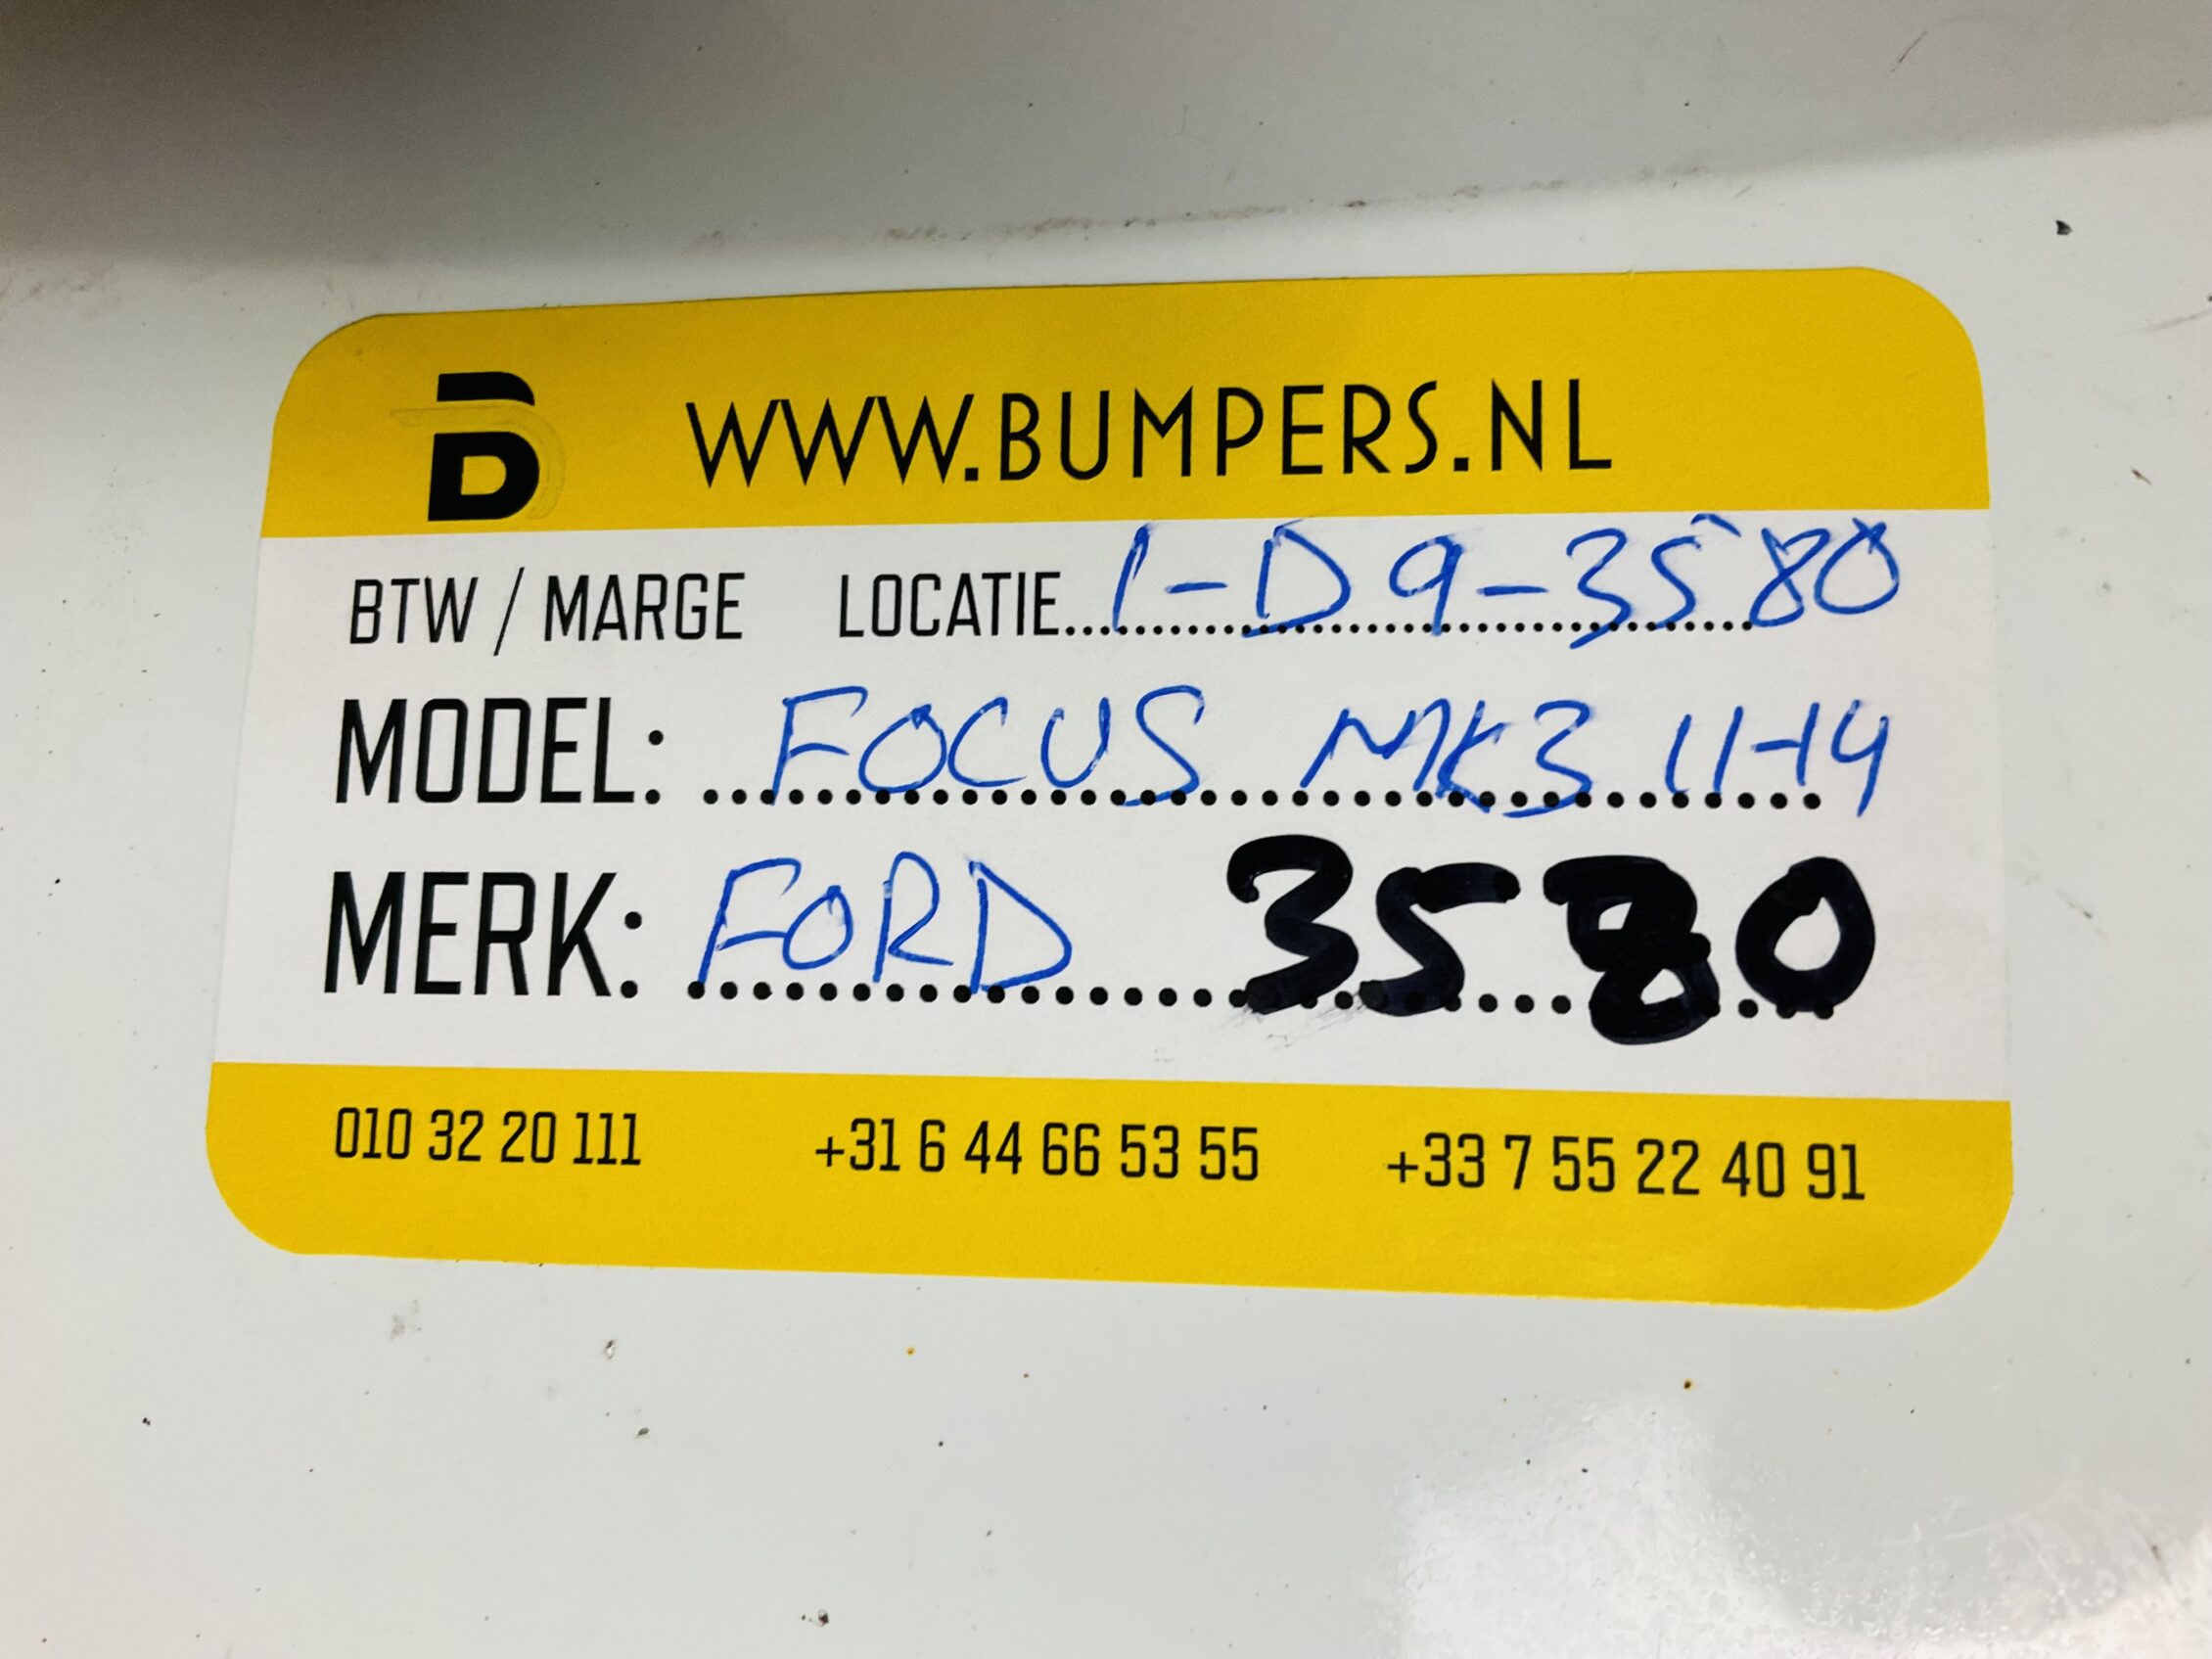 B WWW.BUMPERS.NL
BTW / MARGE LOCATIE...1-D9-3580
MODEL: ...FOCUS MK3 11-14
MERK: FORD 3580
010 32 20 111 +31 6 44 66 53 55 +33 7 55 22 40 91